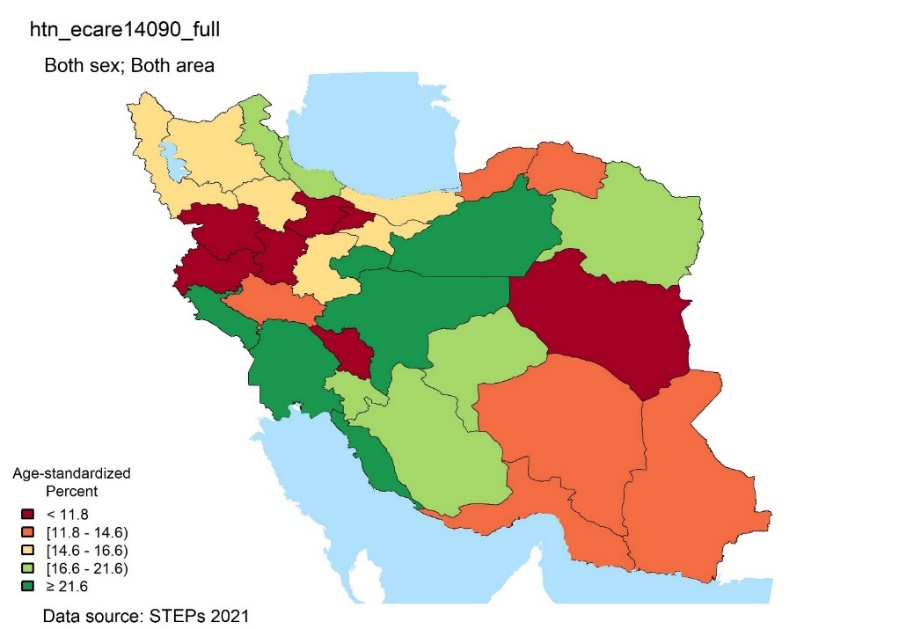 htn_ecare14090_full
Both sex; Both area
Age-standardized
Percent
< 11.8
[11.8 - 14.6)
[14.6 - 16.6)
[16.6 - 21.6)
≥ 21.6
Data source: STEPs 2021